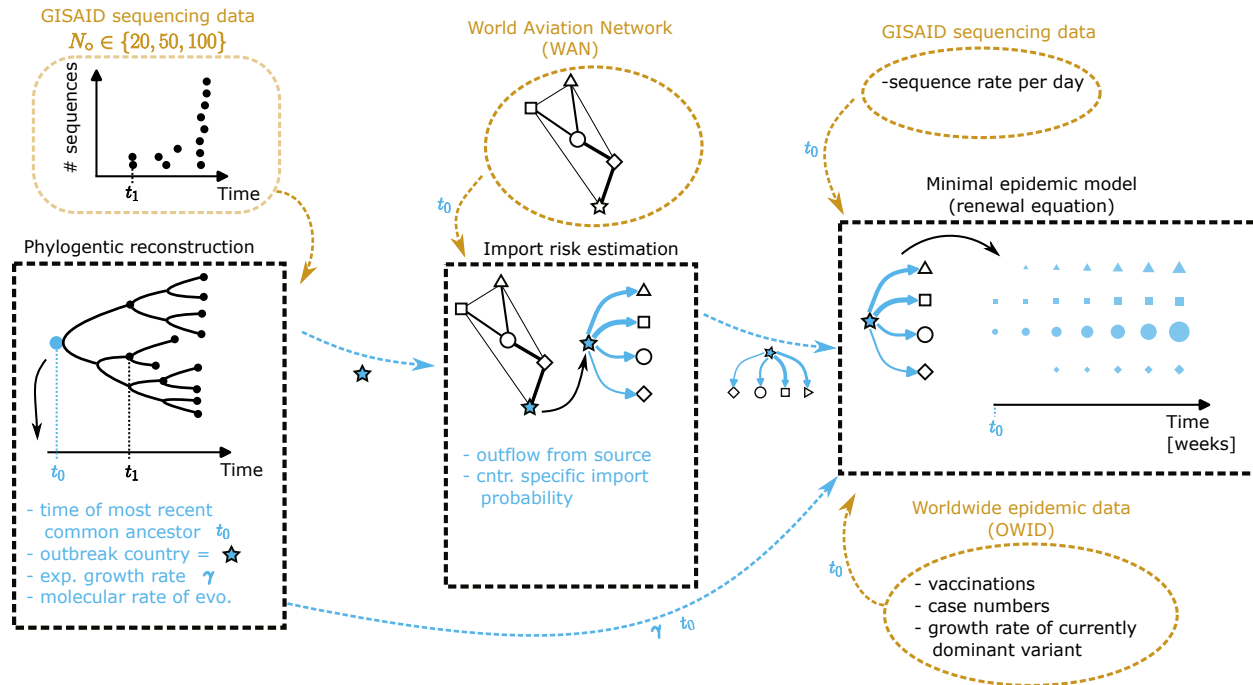 GISAID sequencing data
N₀ ∈ {20, 50, 100}
# sequences
t₁
Time
World Aviation Network
(WAN)
GISAID sequencing data
-sequence rate per day
t₀
t₀
Phylogentic reconstruction
t₀
t₁
Time
- time of most recent
common ancestor t₀
- outbreak country =
- exp. growth rate γ
- molecular rate of evo.
Import risk estimation
- outflow from source
- cntr. specific import
probability
Minimal epidemic model
(renewal equation)
t₀
Time
[weeks]
γ t₀
Worldwide epidemic data
(OWID)
t₀
- vaccinations
- case numbers
- growth rate of currently
dominant variant